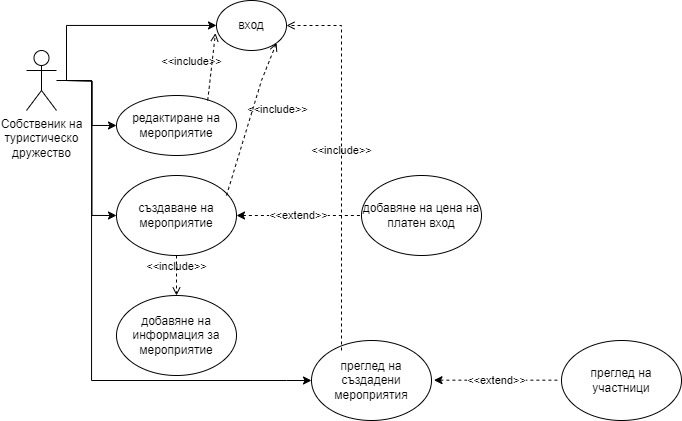 вход
<<include>>
Собственик на
туристическо
дружество
редактиране на
мероприятие
<<include>>
<<include>>
създаване на
мероприятие
<<extend>>
добавяне на цена на
платен вход
<<include>>
добавяне на
информация за
мероприятие
преглед на
създадени
мероприятия
<<extend>>
преглед на
участници